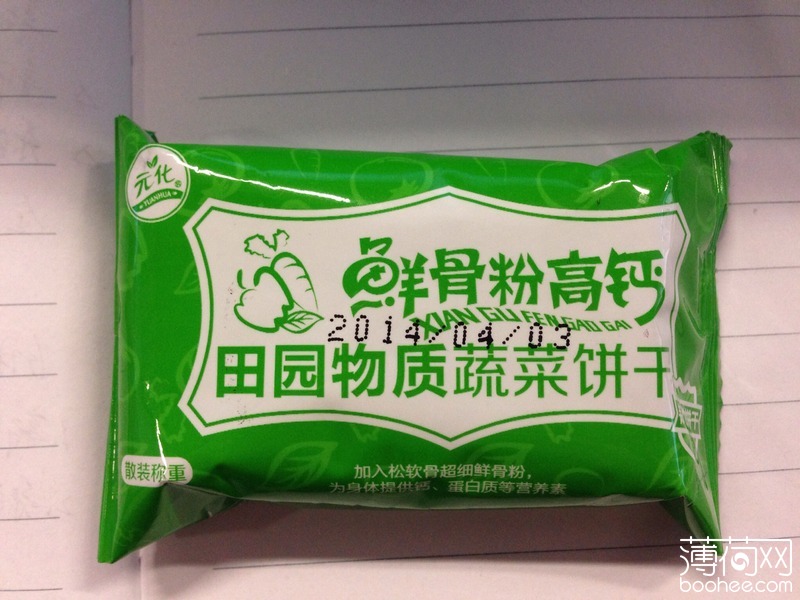 元化®
YUANHUA
鲜骨粉高钙
XIAN GU FEN GAO GAI
2014/04/03
田园物质蔬菜饼干
散装称重
加入松软骨超细鲜骨粉，
为身体提供钙、蛋白质等营养素
薄荷网
boohee.com